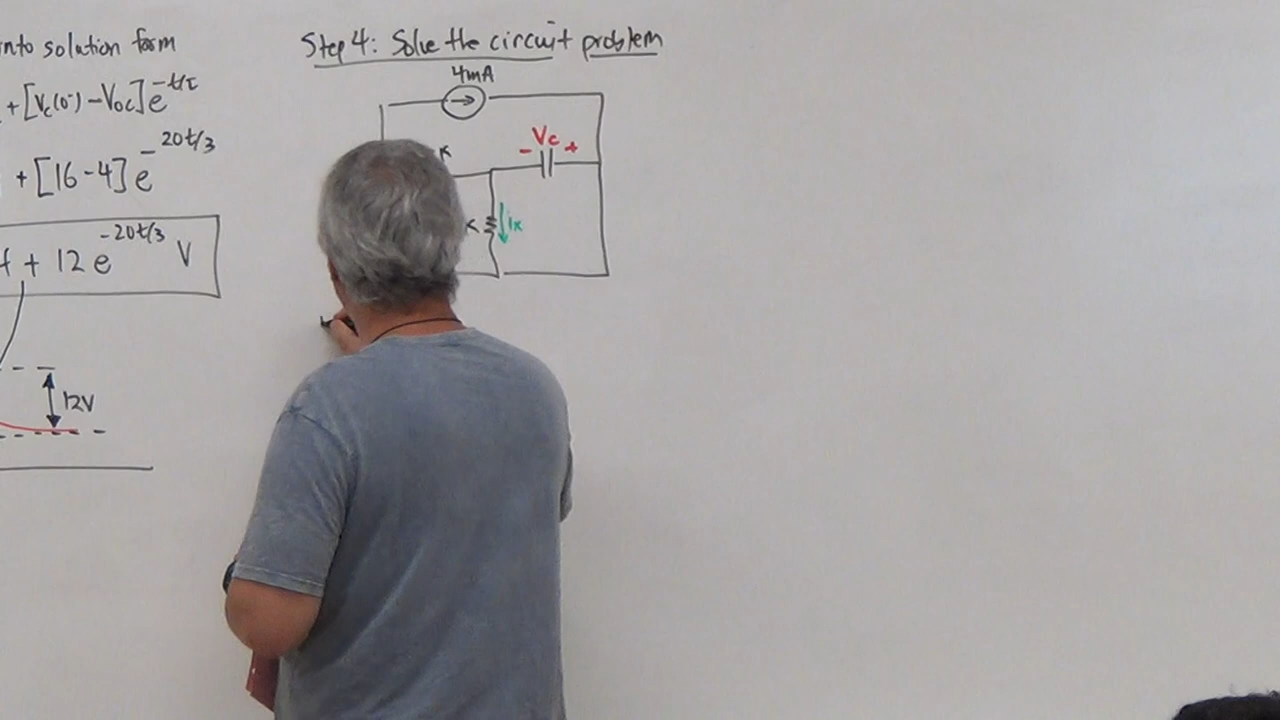 into solution form
+ [Vc(0⁻) - Voc] e^-t/τ
+ [16 - 4] e^-20t/3
+ 12 e^-20t/3 V
12V
Step 4: Solve the circuit problem
4mA
K
- Vc +
K
ix